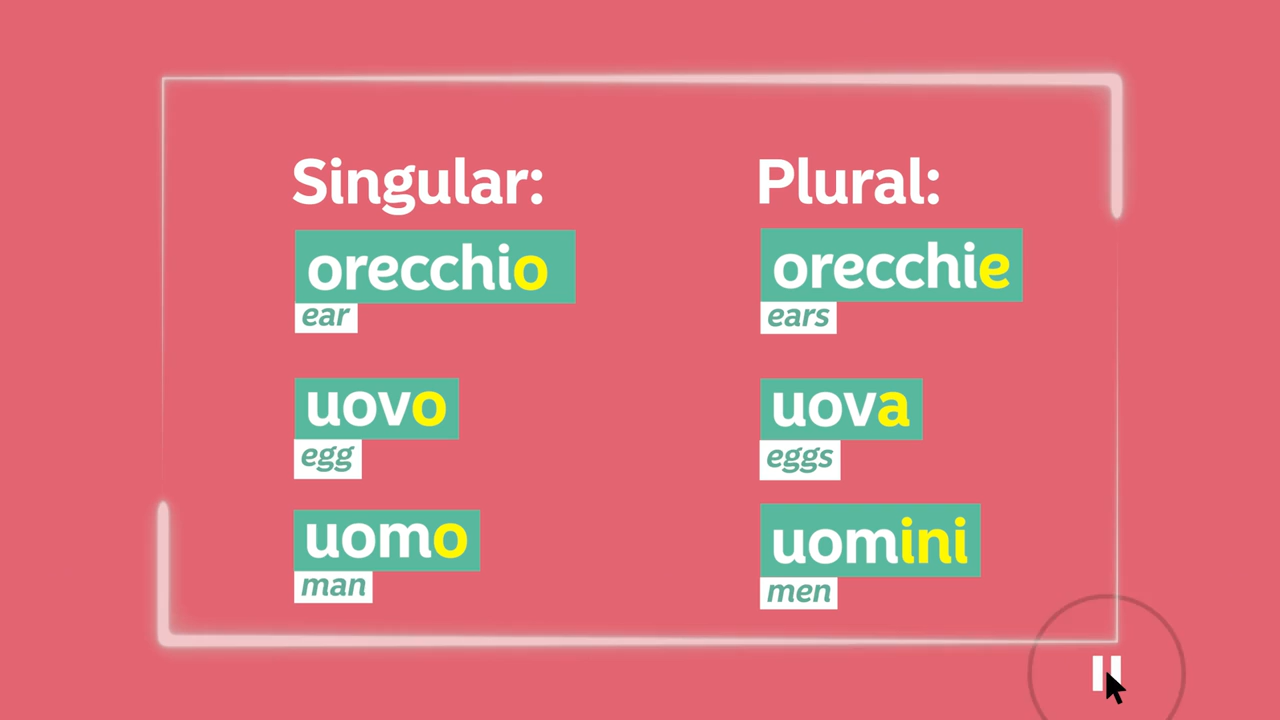 Singular:
orecchio
ear
uovo
egg
uomo
man
Plural:
orecchie
ears
uova
eggs
uomini
men